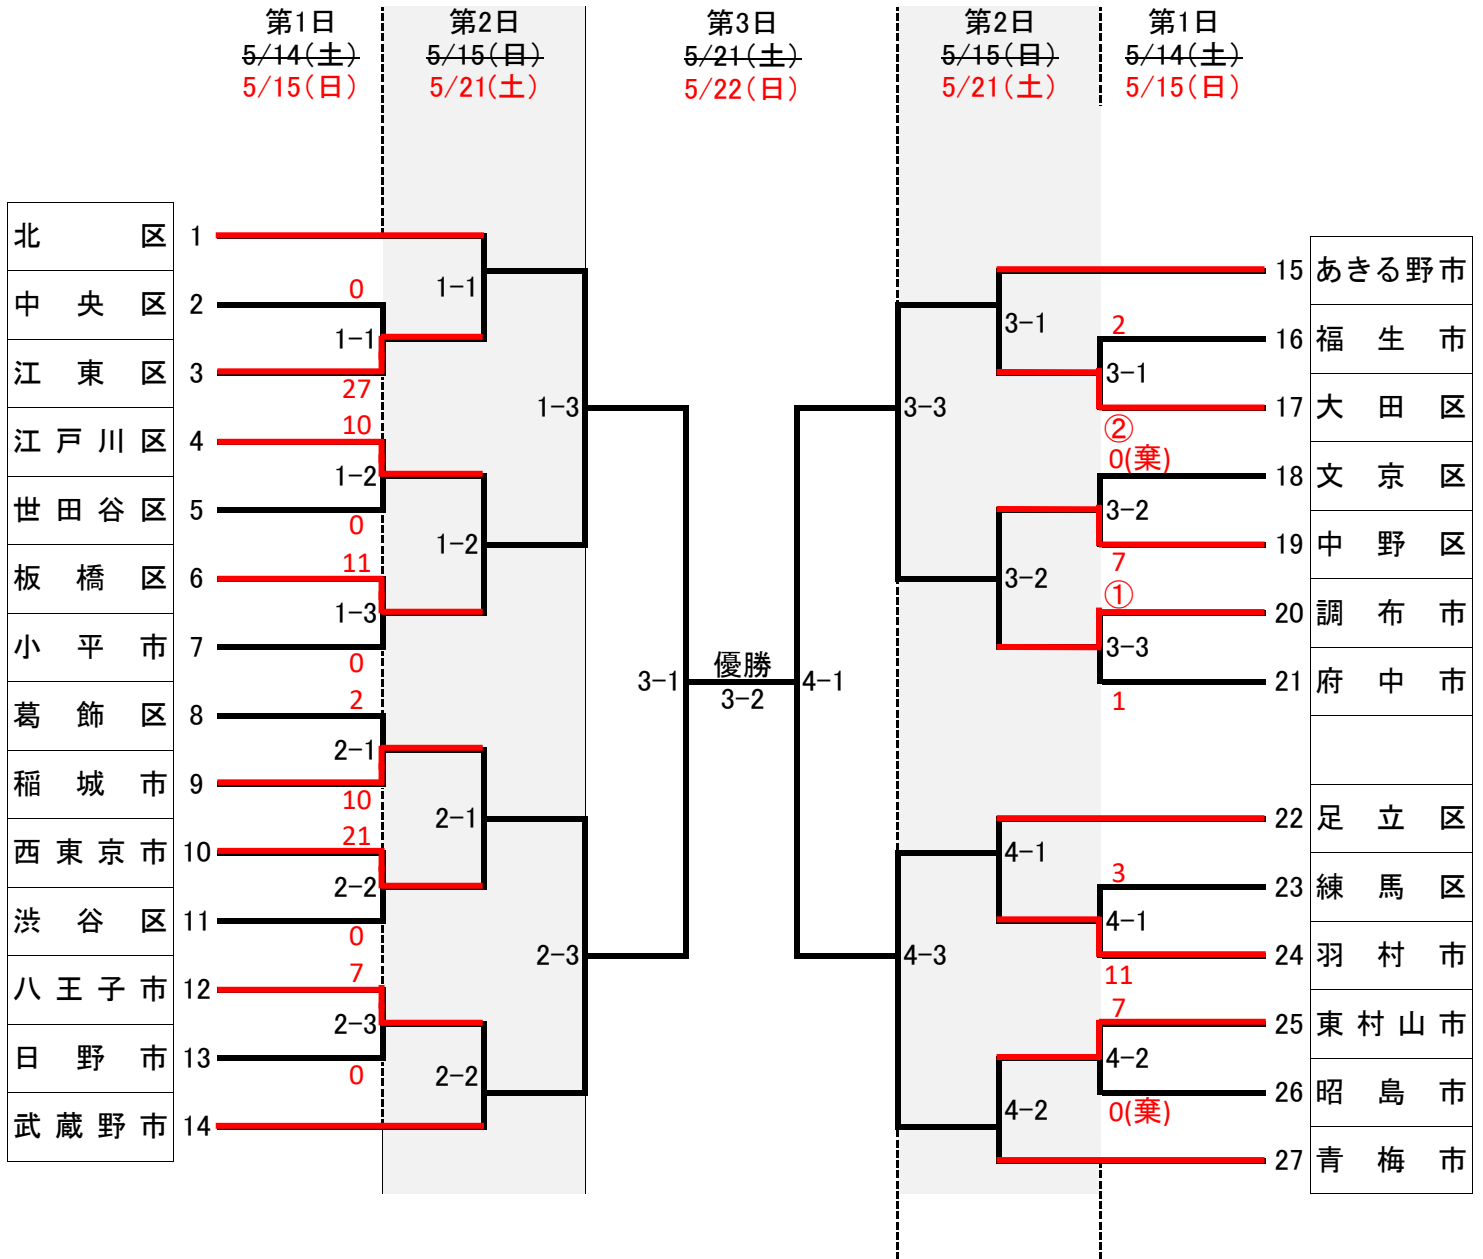 第1日 第2日 第3日 第2日 第1日
5/14(土) 5/15(日) 5/21(土) 5/15(日) 5/14(土)
5/15(日) 5/21(土) 5/22(日) 5/21(土) 5/15(日)
北区 1
中央区 2
江東区 3
江戸川区 4
世田谷区 5
板橋区 6
小平市 7
葛飾区 8
稲城市 9
西東京市 10
渋谷区 11
八王子市 12
日野市 13
武蔵野市 14
0
1-1
27
10
1-2
0
11
1-3
0
2
2-1
10
21
2-2
0
7
2-3
0
1-1
1-2
2-1
2-2
1-3
2-3
3-1
優勝
3-2
4-1
3-3
4-3
3-1
3-2
4-1
4-2
2
3-1
②
0(棄)
3-2
7
①
3-3
1
3
4-1
11
7
4-2
0(棄)
15 あきる野市
16 福生市
17 大田区
18 文京区
19 中野区
20 調布市
21 府中市
22 足立区
23 練馬区
24 羽村市
25 東村山市
26 昭島市
27 青梅市